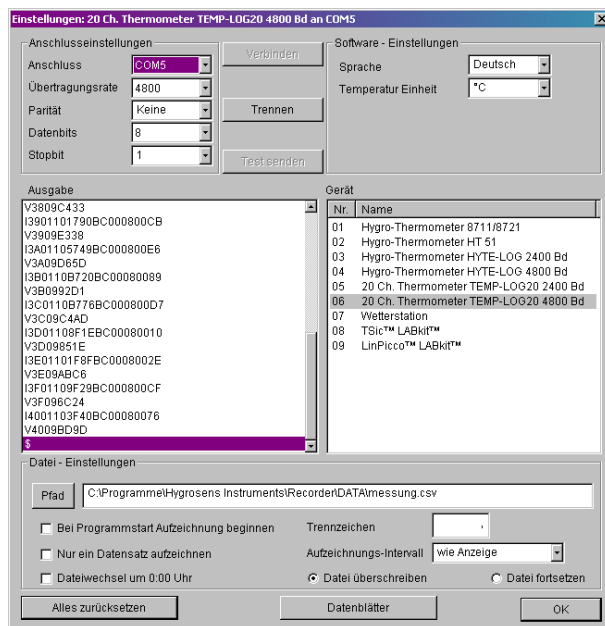 Einstellungen: 20 Ch. Thermometer TEMP-LOG20 4800 Bd an COM5
Anschlusseinstellungen
Anschluss COM5
Übertragungsrate 4800
Parität Keine
Datenbits 8
Stopbit 1
Verbinden
Trennen
Test senden
Software - Einstellungen
Sprache Deutsch
Temperatur Einheit °C
Ausgabe
V3809C433
I3901101790BC000800CB
V3909E338
I3A01105749BC000800E6
V3A09D65D
I3B0110B720BC00080089
V3B0992D1
I3C0110B776BC000800D7
V3C09C4AD
I3D01108F1EBC00080010
V3D09851E
I3E01101F8FBC0008002E
V3E09ABC6
I3F01109F29BC000800CF
V3F096C24
I4001103F40BC00080076
V4009BD9D
$
Gerät
Nr. Name
01 Hygro-Thermometer 8711/8721
02 Hygro-Thermometer HT 51
03 Hygro-Thermometer HYTE-LOG 2400 Bd
04 Hygro-Thermometer HYTE-LOG 4800 Bd
05 20 Ch. Thermometer TEMP-LOG20 2400 Bd
06 20 Ch. Thermometer TEMP-LOG20 4800 Bd
07 Wetterstation
08 TSic™ LABkit™
09 LinPicco™ LABkit™
Datei - Einstellungen
Pfad C:\Programme\Hygrosens Instruments\Recorder\DATA\messung.csv
Bei Programmstart Aufzeichnung beginnen
Nur ein Datensatz aufzeichnen
Dateiwechsel um 0:00 Uhr
Trennzeichen ,
Aufzeichnungs-Intervall wie Anzeige
Datei überschreiben Datei fortsetzen
Alles zurücksetzen Datenblätter OK